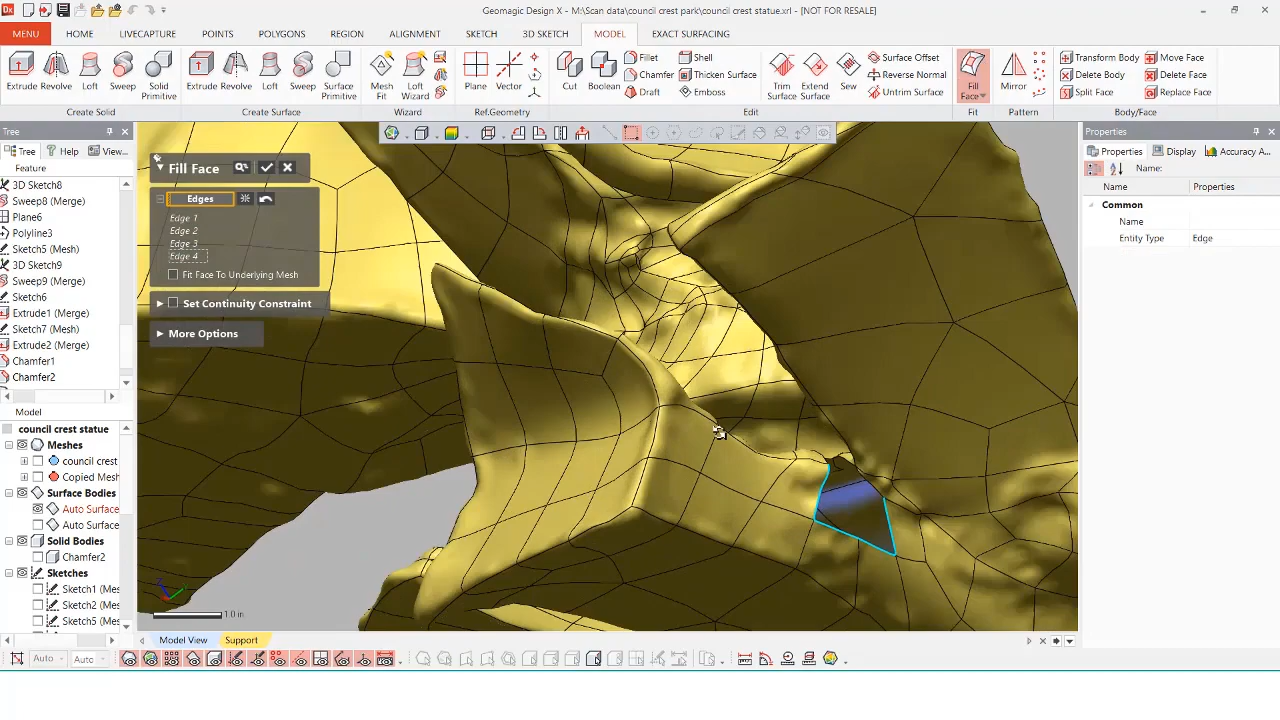 Geomagic Design X - M:\Scan data\council crest park\council crest statue.xrl - [NOT FOR RESALE]
MENU HOME LIVECAPTURE POINTS POLYGONS REGION ALIGNMENT SKETCH 3D SKETCH MODEL EXACT SURFACING
Extrude Revolve Loft Sweep Solid Primitive
Create Solid
Extrude Revolve Loft Sweep Surface Primitive
Create Surface
Mesh Fit Loft Wizard
Wizard
Plane Vector
Ref.Geometry
Cut Boolean
Fillet Shell
Chamfer Thicken Surface
Draft Emboss
Trim Surface Extend Surface Sew
Surface Offset
Reverse Normal
Untrim Surface
Edit
Fill Face
Fit
Mirror
Pattern
Transform Body Move Face
Delete Body Delete Face
Split Face Replace Face
Body/Face
Tree
Tree Help View...
Feature
3D Sketch8
Sweep8 (Merge)
Plane6
Polyline3
Sketch5 (Mesh)
3D Sketch9
Sweep9 (Merge)
Sketch6
Extrude1 (Merge)
Sketch7 (Mesh)
Extrude2 (Merge)
Chamfer1
Chamfer2
Model
council crest statue
Meshes
council crest
Copied Mesh
Surface Bodies
Auto Surface
Auto Surface
Solid Bodies
Chamfer2
Sketches
Sketch1 (Mes
Sketch2 (Mes
Sketch5 (Mes
Fill Face
Edges
Edge 1
Edge 2
Edge 3
Edge 4
Fit Face To Underlying Mesh
Set Continuity Constraint
More Options
1.0 in
Model View Support
Auto Auto
Properties
Properties Display Accuracy A...
Name:
Name Properties
Common
Name
Entity Type Edge